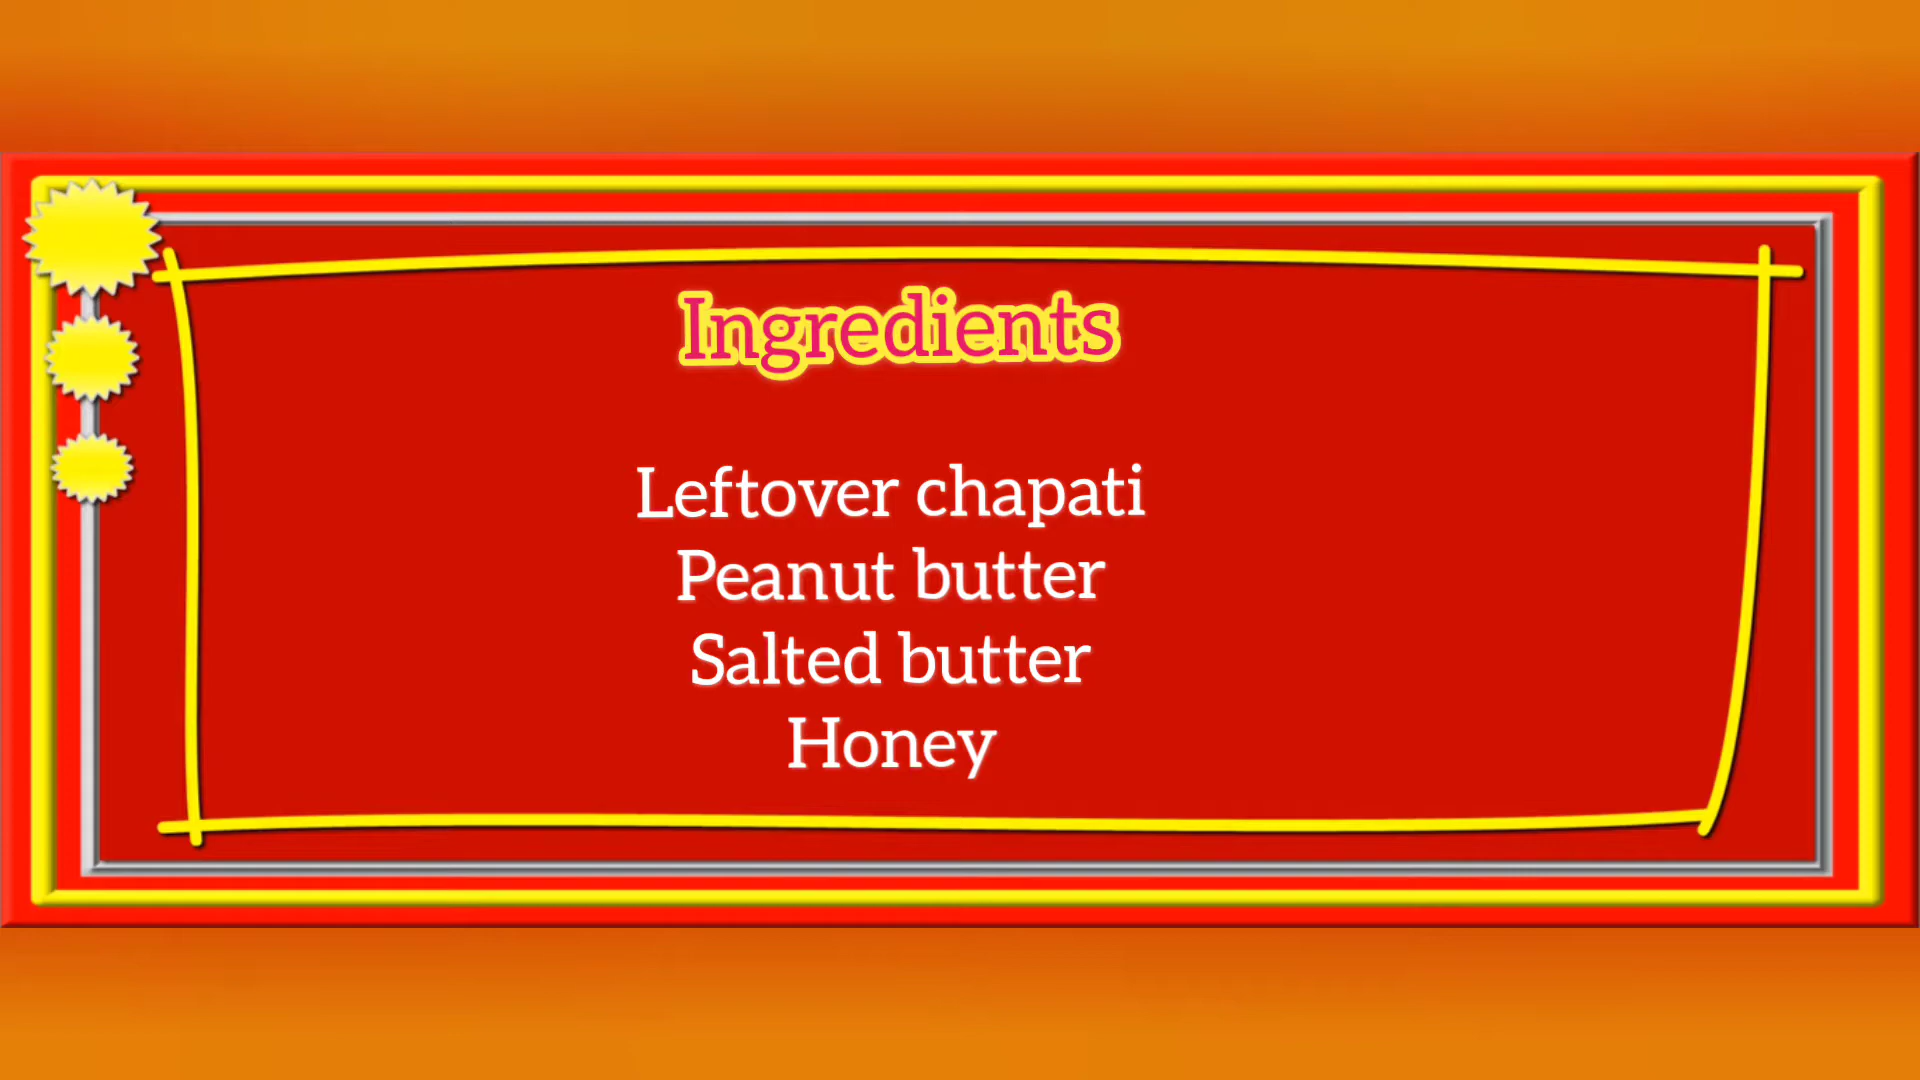 Ingredients
Leftover chapati
Peanut butter
Salted butter
Honey